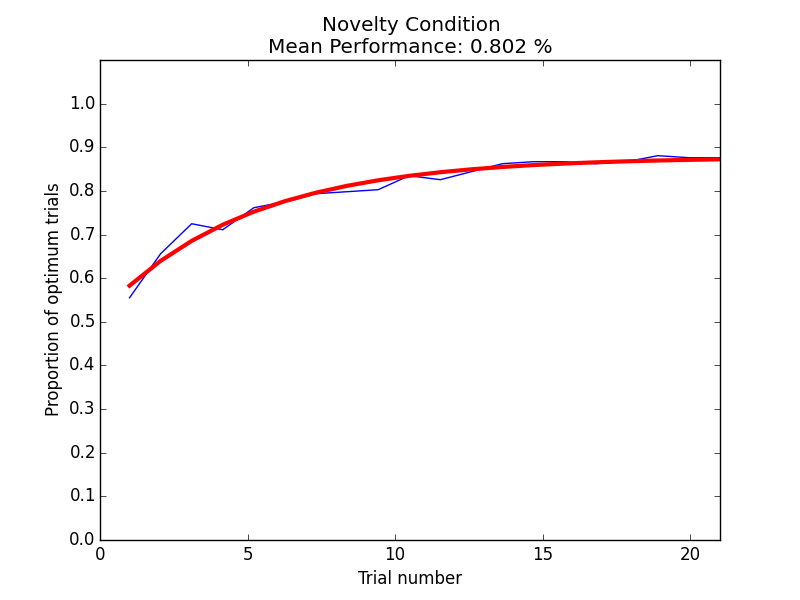 Novelty Condition
Mean Performance: 0.802 %
1.0
0.9
0.8
0.7
0.6
0.5
0.4
0.3
0.2
0.1
0.0
Proportion of optimum trials
0 5 10 15 20
Trial number